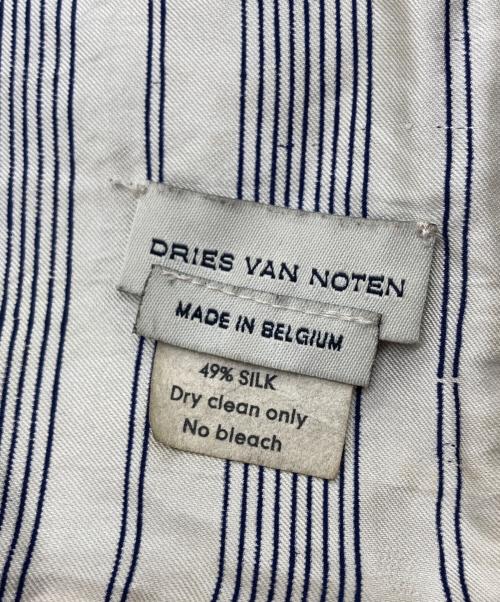 DRIES VAN NOTEN
MADE IN BELGIUM
49% SILK
Dry clean only
No bleach